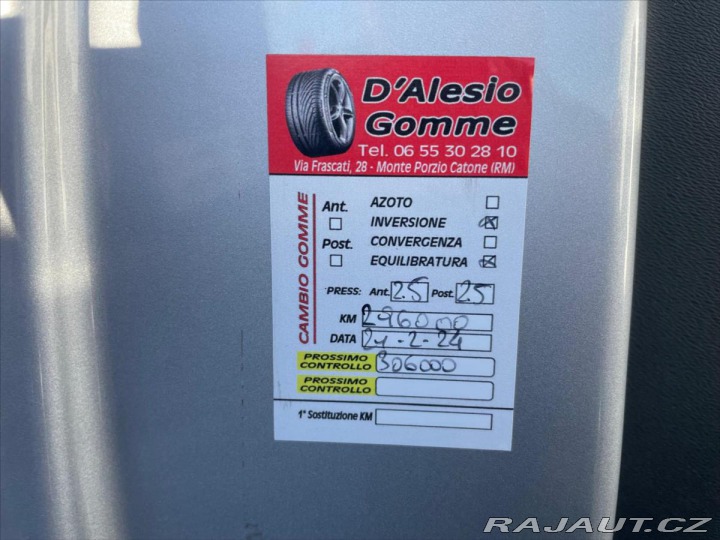 D'Alesio
Gomme
Tel. 06 55 30 28 10
Via Frascati, 28 - Monte Porzio Catone (RM)
CAMBIO GOMME
Ant.
Post.
AZOTO
INVERSIONE
CONVERGENZA
EQUILIBRATURA
PRESS: Ant. 2.5 Post. 2.5
KM 296000
DATA 21-2-24
PROSSIMO
CONTROLLO 306000
PROSSIMO
CONTROLLO
1ª Sostituzione KM
RAJAUT.CZ